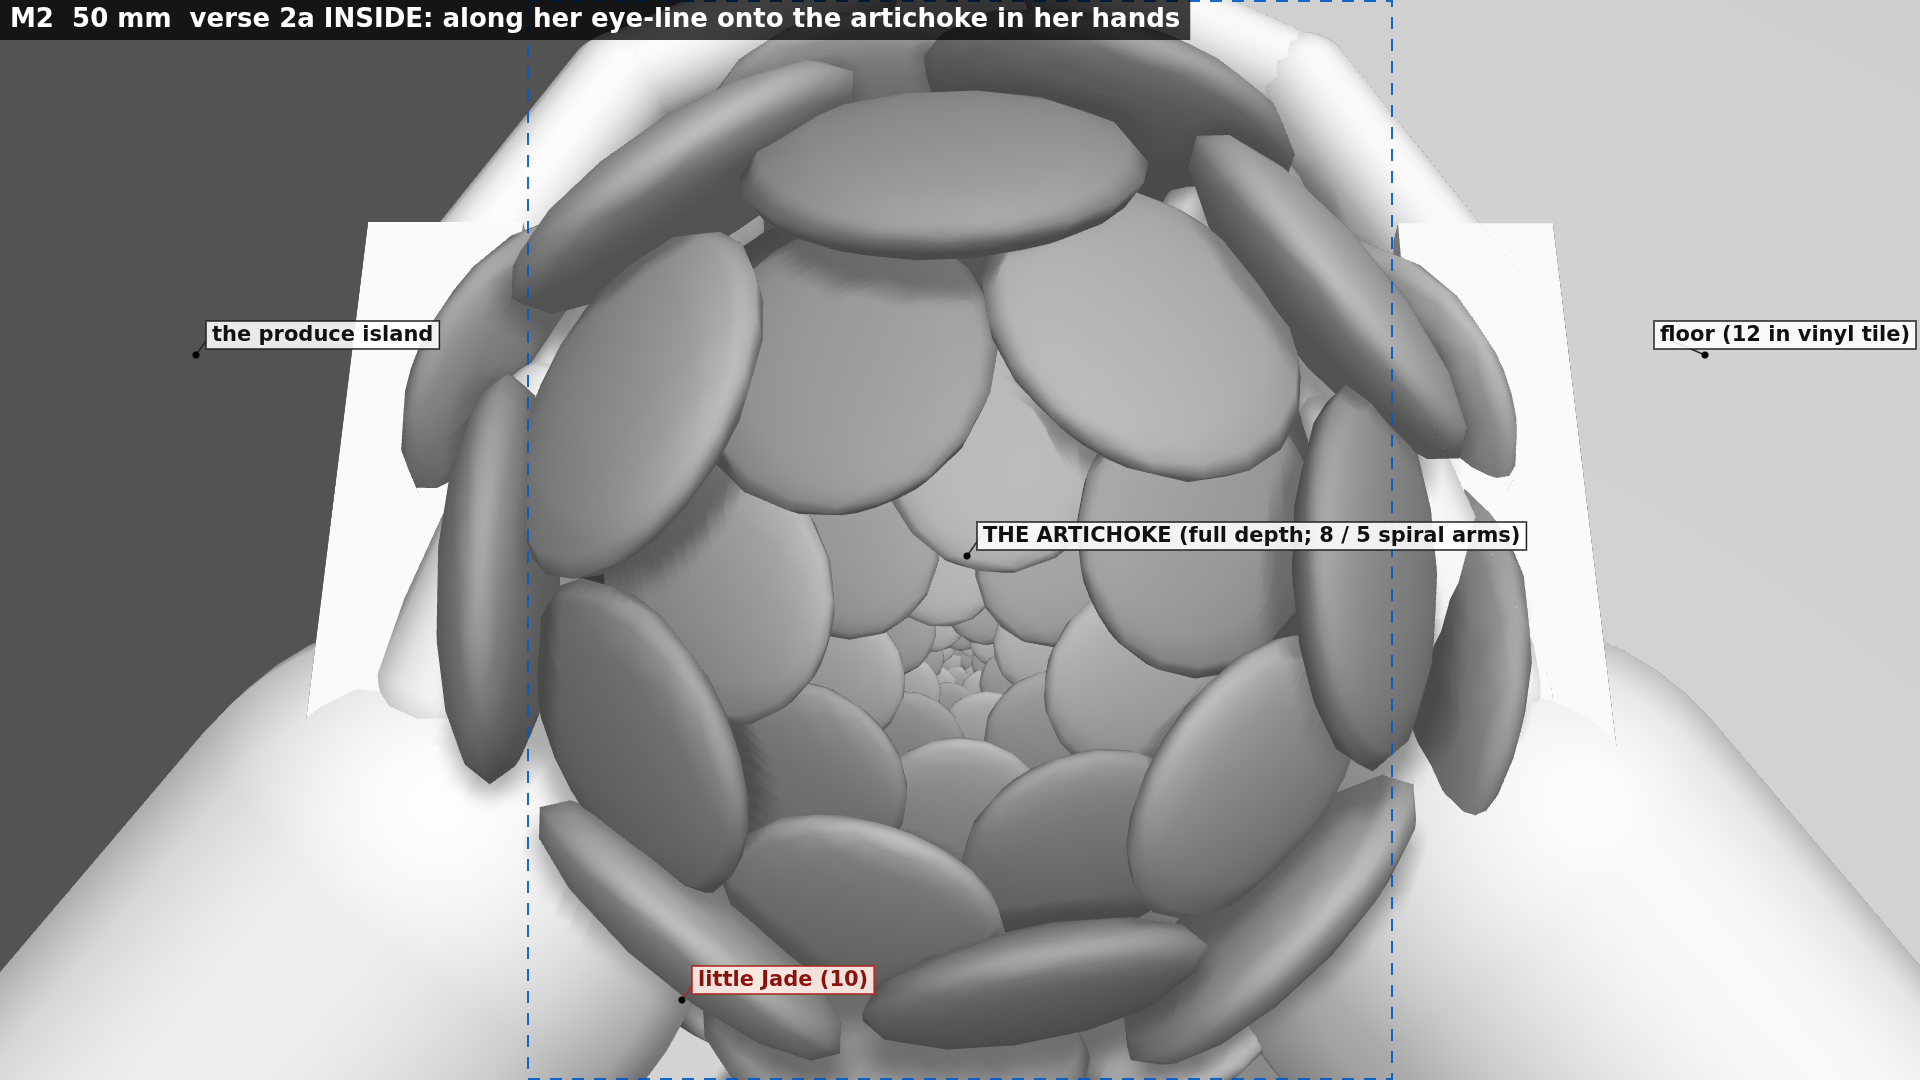 M2 50 mm verse 2a INSIDE: along her eye-line onto the artichoke in her hands
the produce island
floor (12 in vinyl tile)
THE ARTICHOKE (full depth; 8 / 5 spiral arms)
little Jade (10)